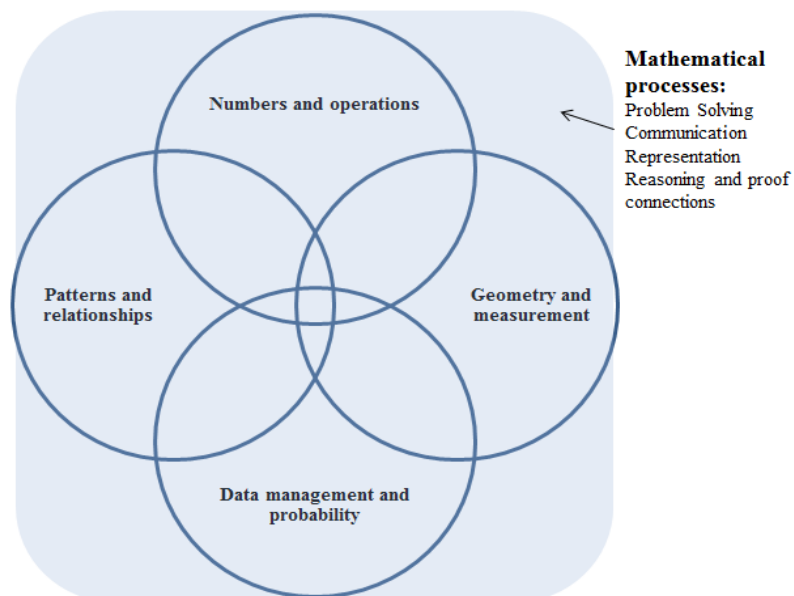 Numbers and operations
Mathematical
processes:
Problem Solving
Communication
Representation
Reasoning and proof
connections
Patterns and
relationships
Geometry and
measurement
Data management and
probability